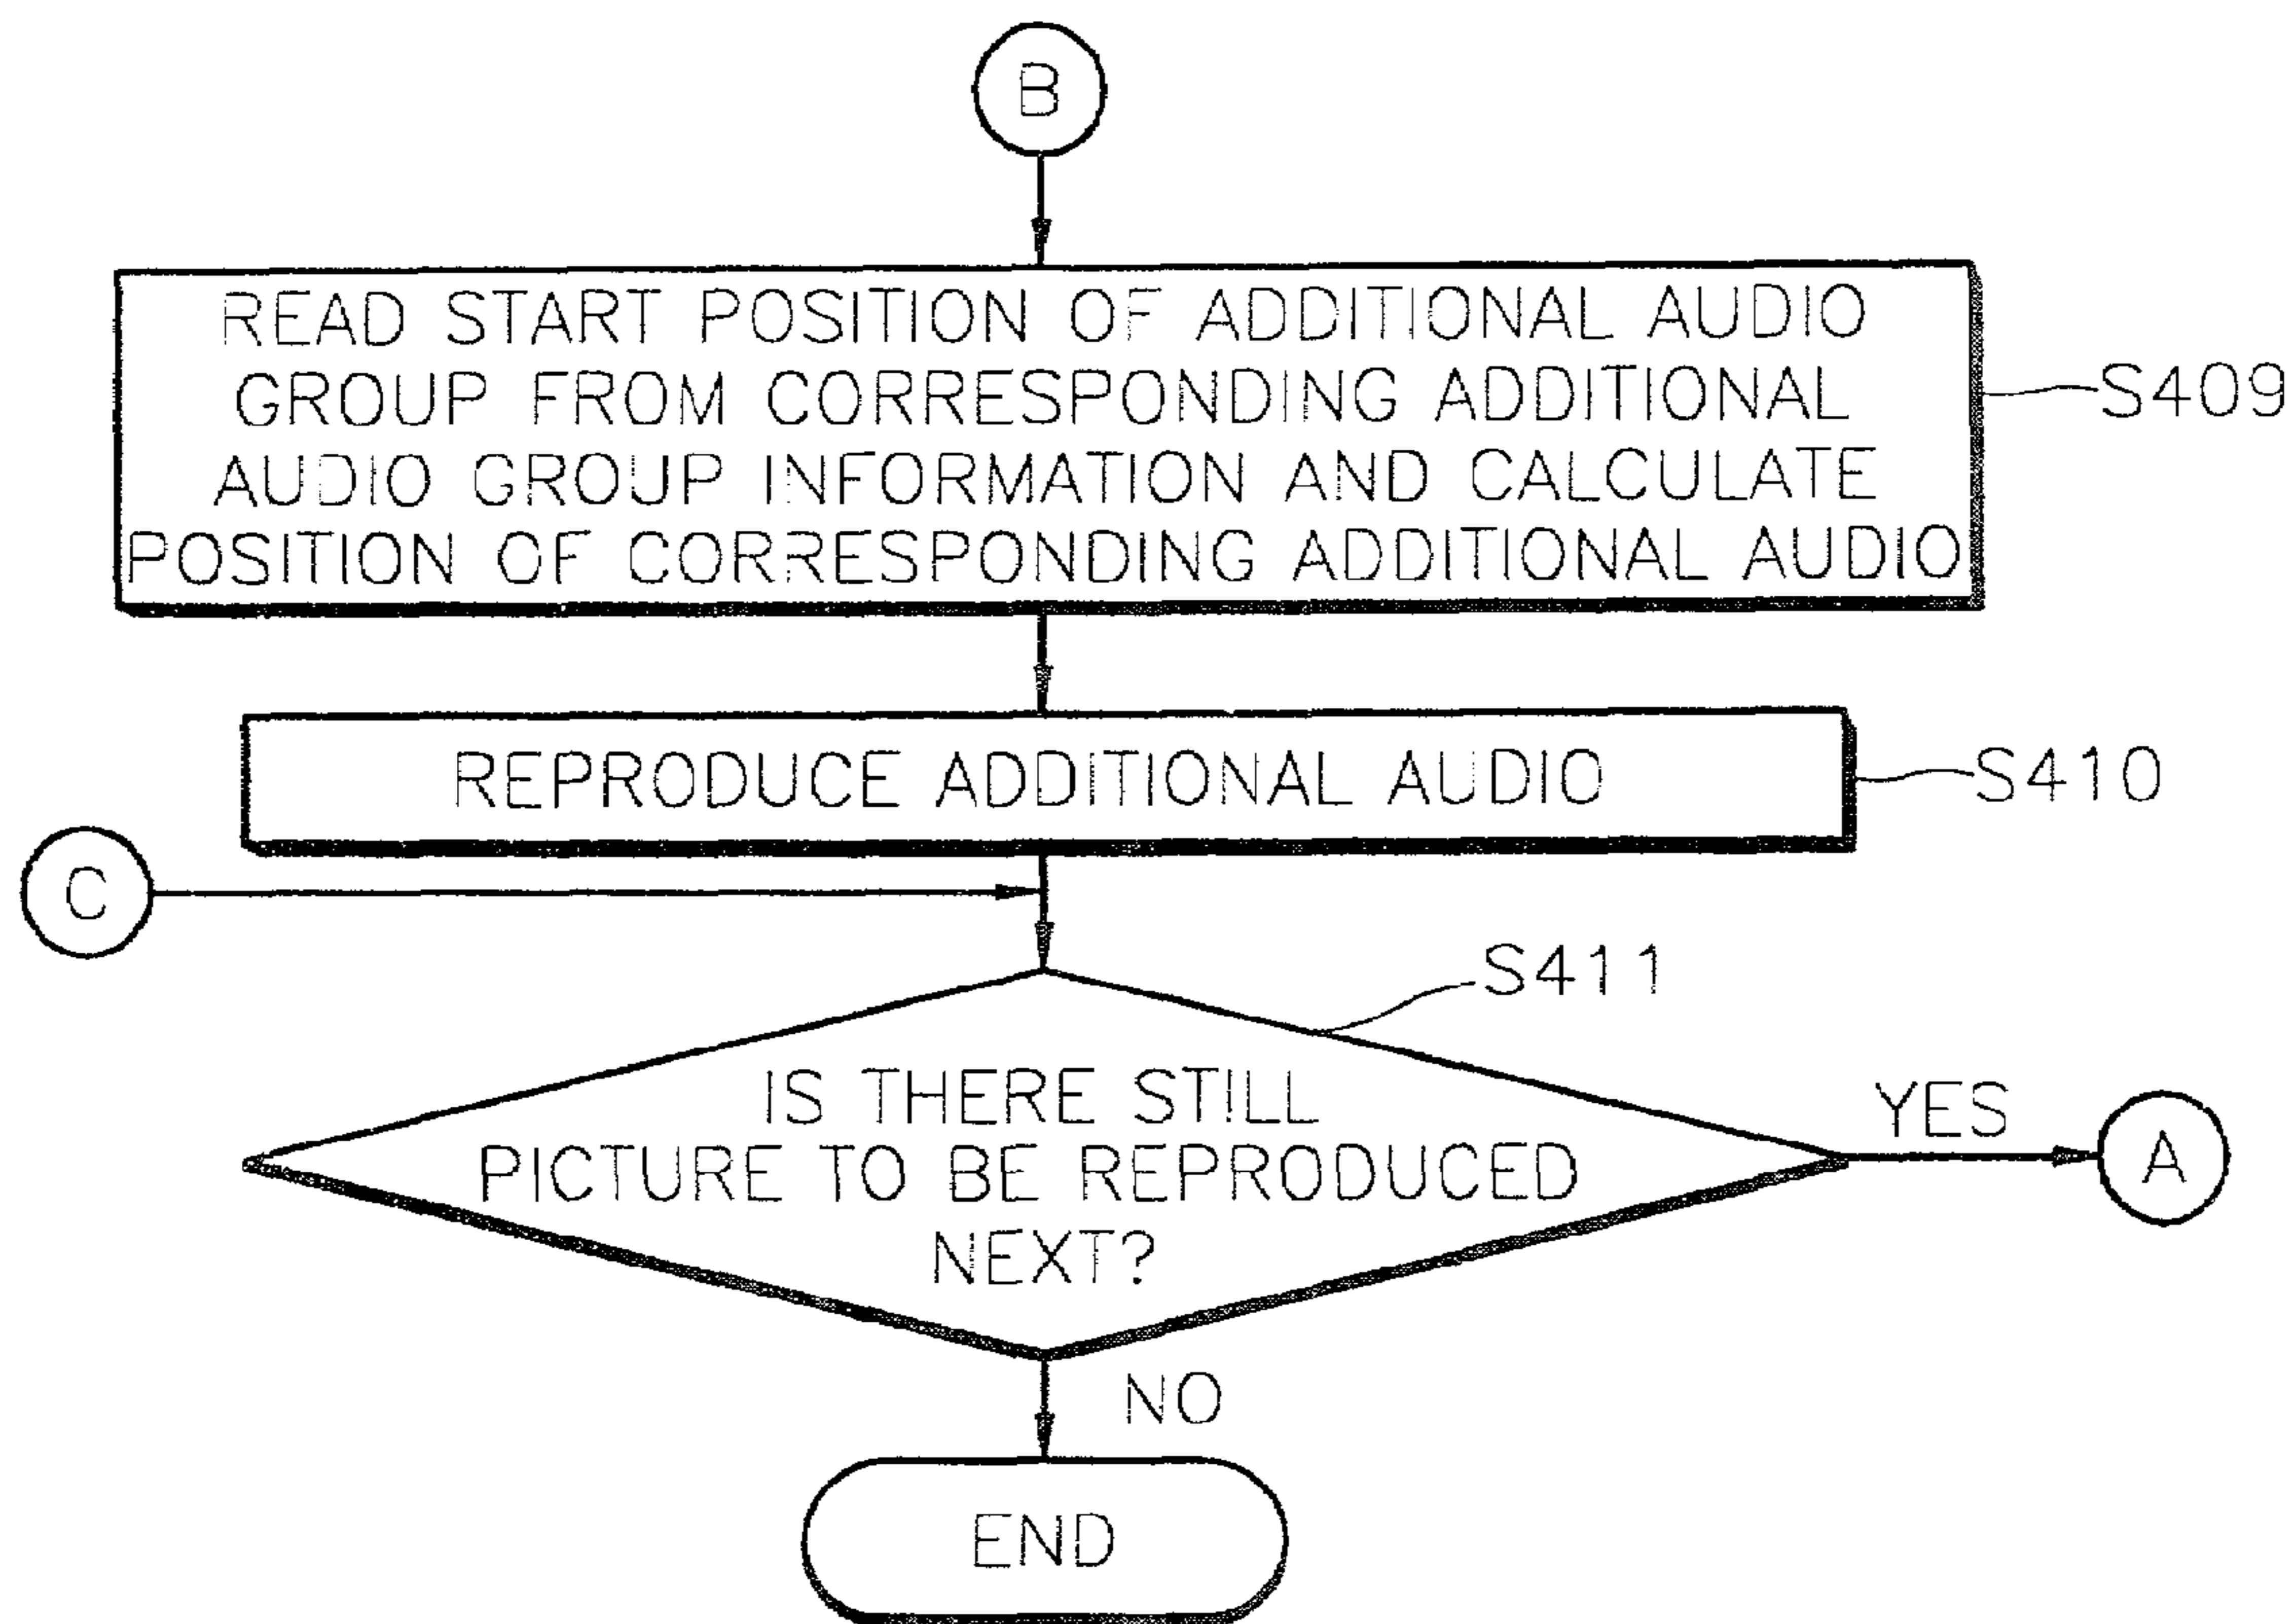 B
READ START POSITION OF ADDITIONAL AUDIO
GROUP FROM CORRESPONDING ADDITIONAL
AUDIO GROUP INFORMATION AND CALCULATE
POSITION OF CORRESPONDING ADDITIONAL AUDIO
S409
REPRODUCE ADDITIONAL AUDIO
S410
C
S411
IS THERE STILL
PICTURE TO BE REPRODUCED
NEXT?
YES
A
NO
END